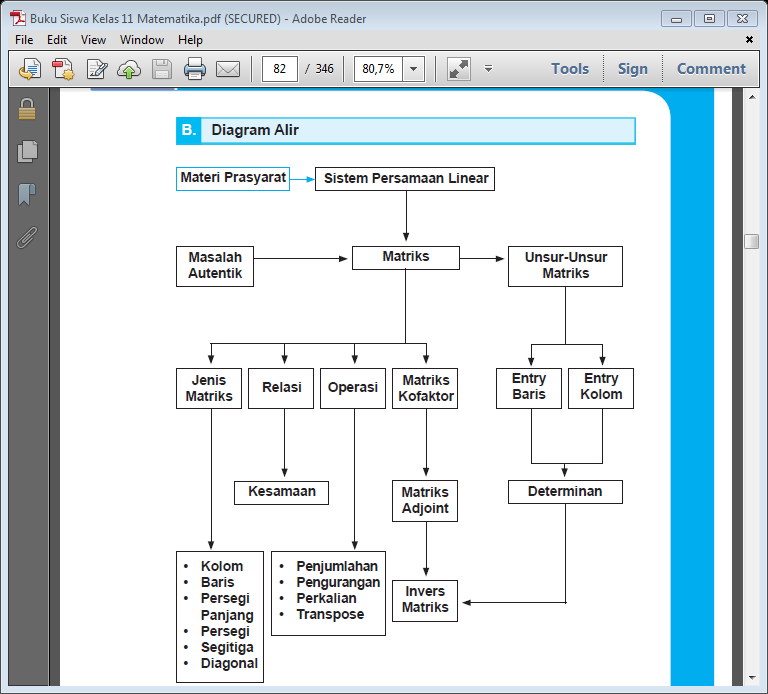 Buku Siswa Kelas 11 Matematika.pdf (SECURED) - Adobe Reader
File Edit View Window Help
82 / 346 80,7% Tools Sign Comment
B. Diagram Alir
Materi Prasyarat
Sistem Persamaan Linear
Masalah
Autentik
Matriks
Unsur-Unsur
Matriks
Jenis
Matriks
Relasi
Operasi
Matriks
Kofaktor
Entry
Baris
Entry
Kolom
Kesamaan
Matriks
Adjoint
Determinan
• Kolom
• Baris
• Persegi
Panjang
• Persegi
• Segitiga
• Diagonal
• Penjumlahan
• Pengurangan
• Perkalian
• Transpose
Invers
Matriks